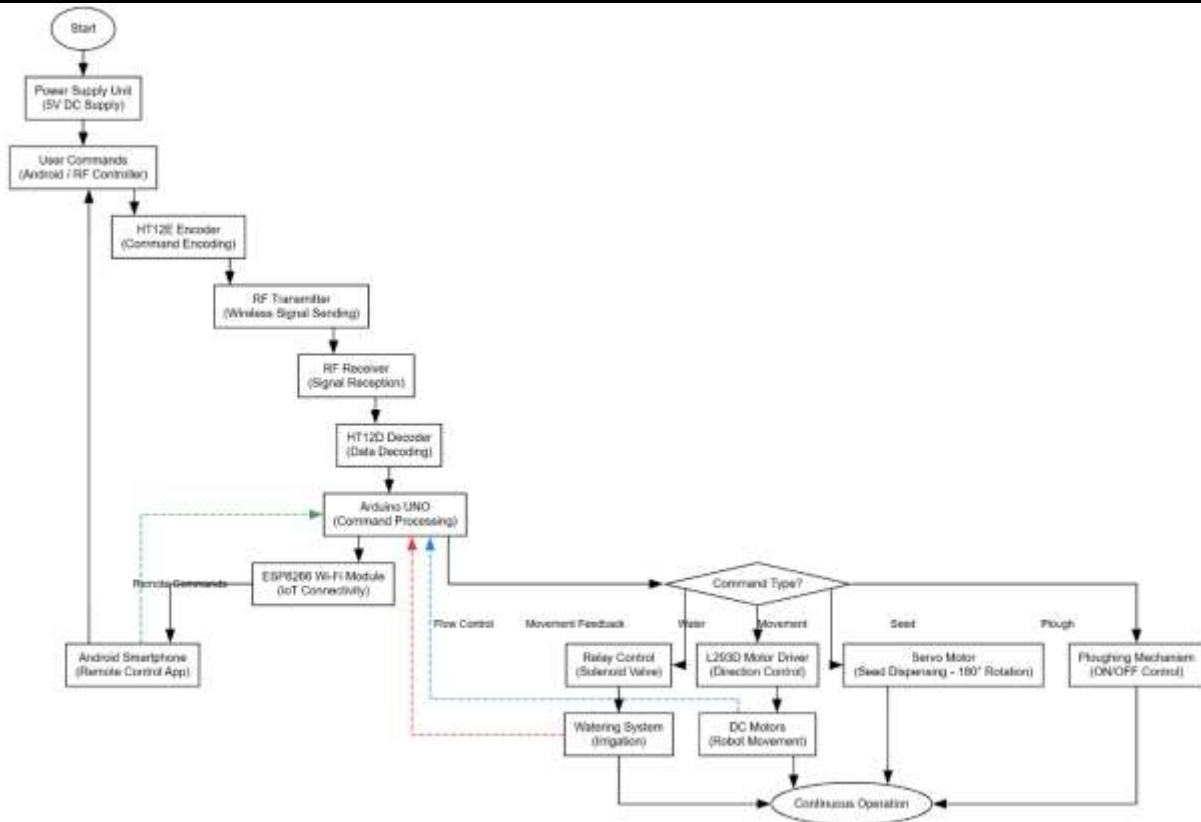 Start
Power Supply Unit
(5V DC Supply)
User Commands
(Android / RF Controller)
HT12E Encoder
(Command Encoding)
RF Transmitter
(Wireless Signal Sending)
RF Receiver
(Signal Reception)
HT12D Decoder
(Data Decoding)
Arduino UNO
(Command Processing)
ESP8266 Wi-Fi Module
(IoT Connectivity)
Remote Commands
Command Type?
Flow Control
Movement Feedback
Water
Movement
Seed
Plough
Android Smartphone
(Remote Control App)
Relay Control
(Solenoid Valve)
L293D Motor Driver
(Direction Control)
Servo Motor
(Seed Dispensing - 180° Rotation)
Ploughing Mechanism
(ON/OFF Control)
Watering System
(Irrigation)
DC Motors
(Robot Movement)
Continuous Operation